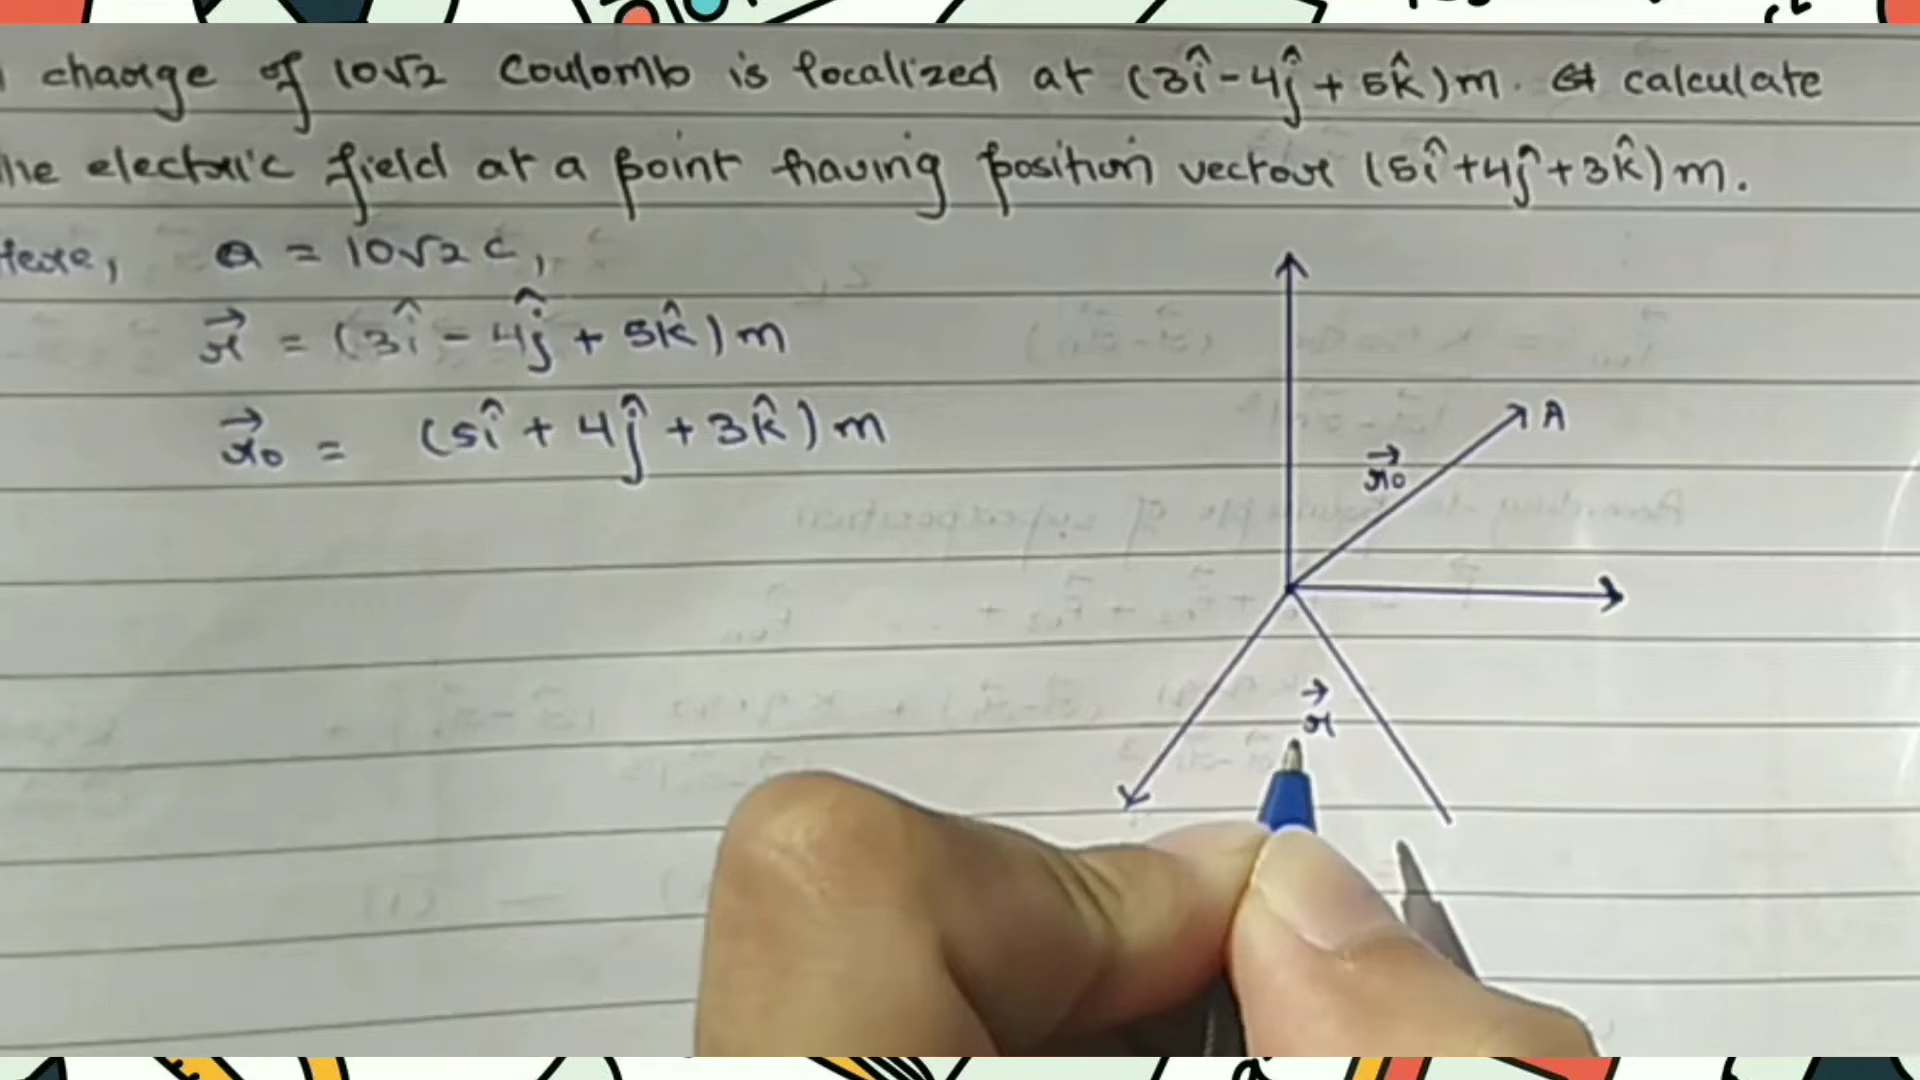 charge of 10√2 Coulomb is localized at (3î-4ĵ+5k̂)m. calculate
the electric field at a point having position vector (5î+4ĵ+3k̂)m.
Here, Q = 10√2 C,
r⃗ = (3î - 4ĵ + 5k̂)m
r⃗₀ = (5î + 4ĵ + 3k̂)m
A
r⃗₀
r⃗